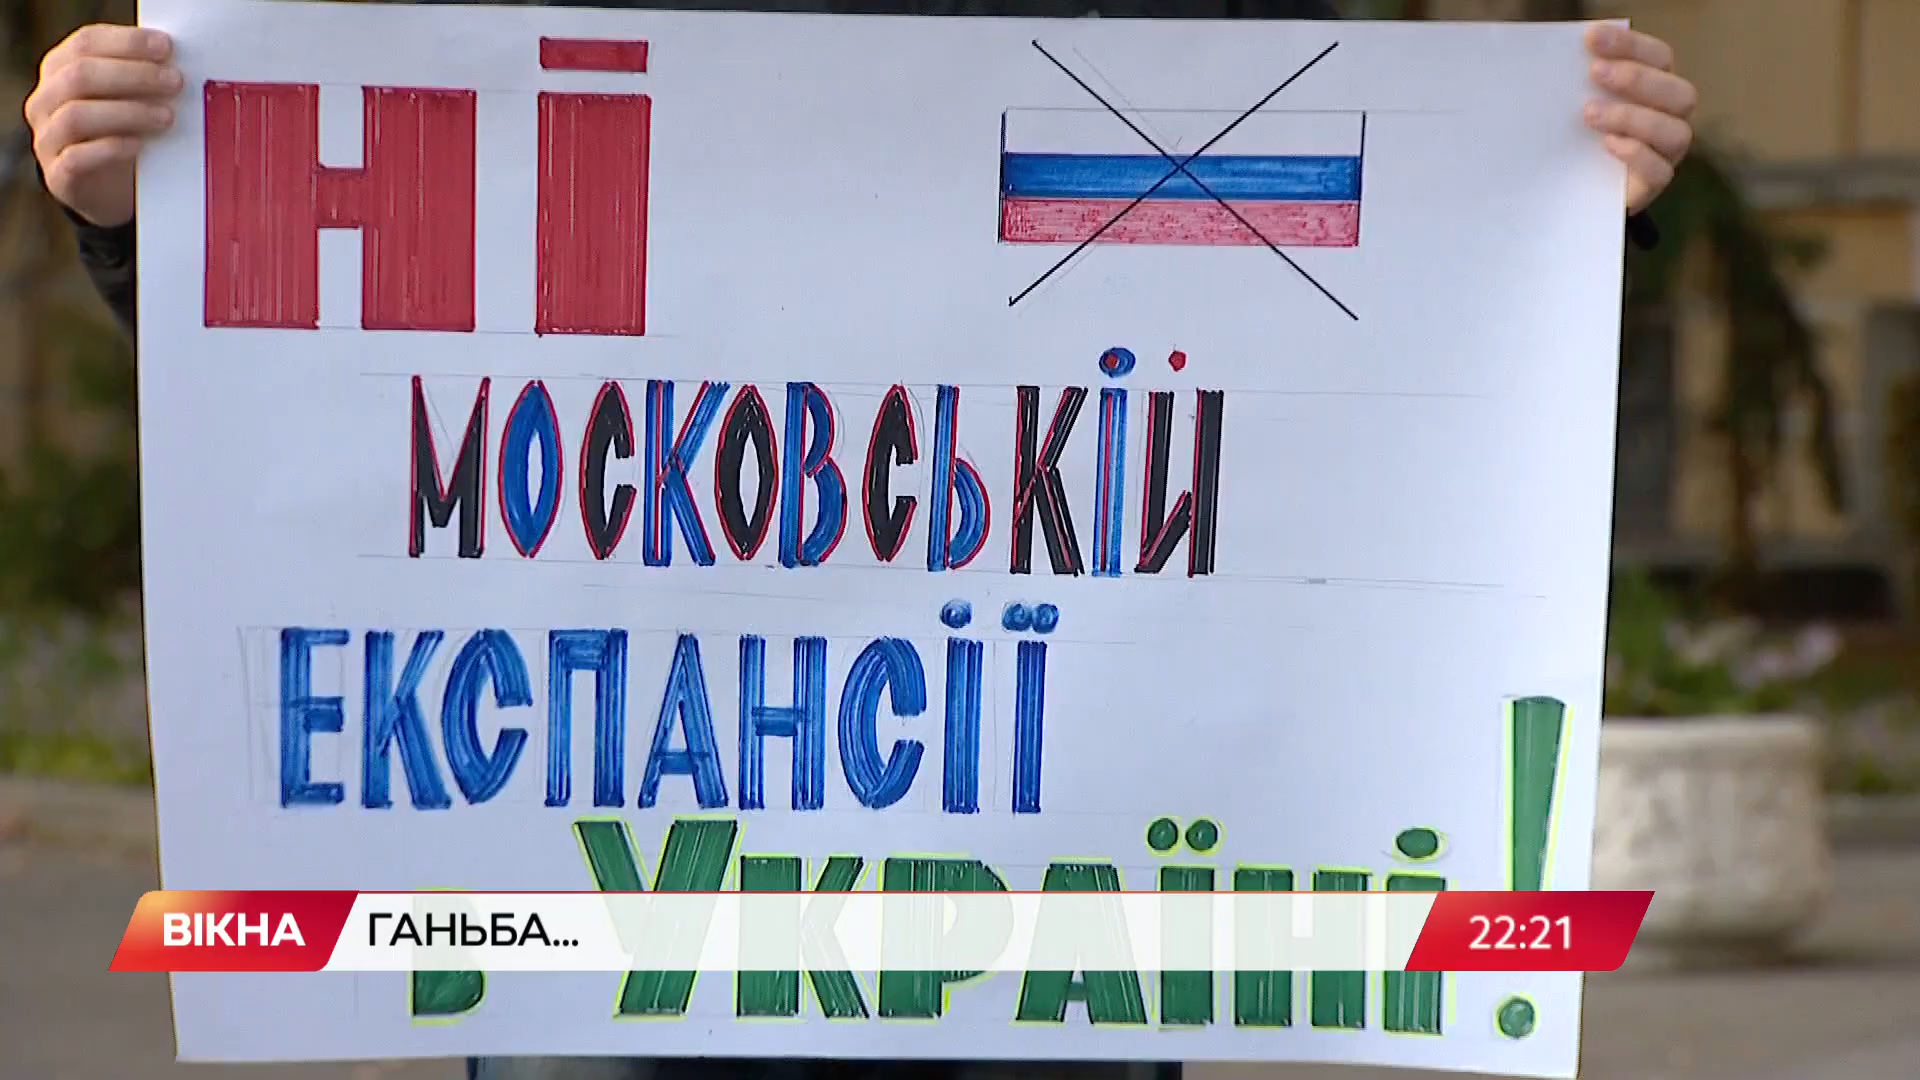 НІ
МОСКОВСЬКІЙ
ЕКСПАНСІЇ
В УКРАЇНІ!
ВІКНА ГАНЬБА... 22:21